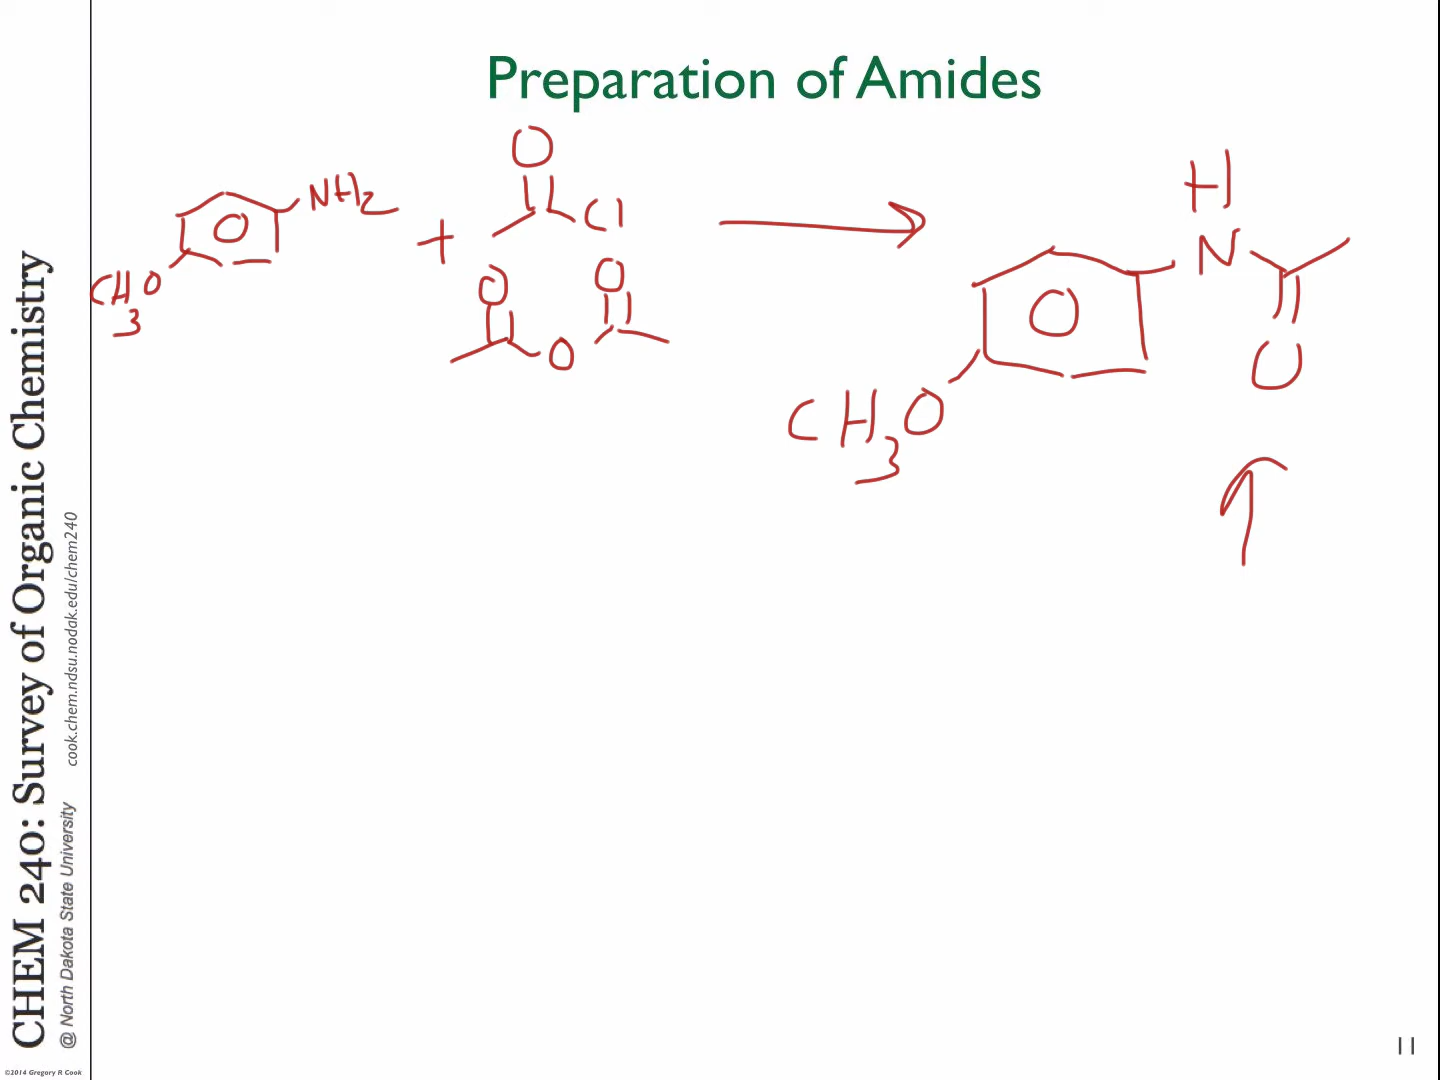 Preparation of Amides
NH2
CH3O
+
O
Cl
O
O
O
H
N
O
O
CH3O
O
CHEM 240: Survey of Organic Chemistry
cook.chem.ndsu.nodak.edu/chem240
@ North Dakota State University
©2014 Gregory R Cook
11